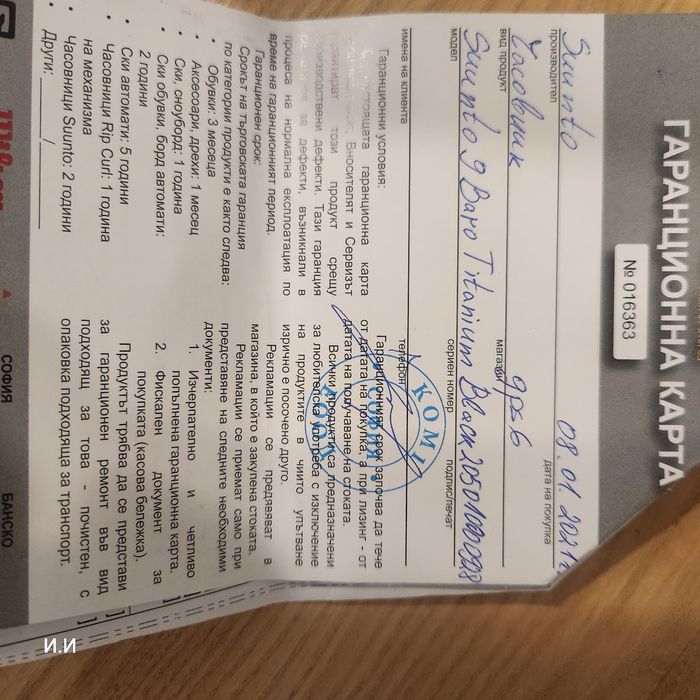 ГАРАНЦИОННА КАРТА
№ 016363
Suunto
08.01.2021г
производител
дата на покупка
Часовник
gps6
вид продукт
магазин
Suunto 9 Baro Titanium Black
модел
сериен номер
подпис/печат
имена на клиента
телефон
Гаранционни условия:
С настоящата гаранционна карта
Вносителят и Сервизът
гарантират този продукт срещу
производствени дефекти. Тази гаранция
не важи за дефекти, възникнали в
процеса на нормална експлоатация по
време на гаранционният период.
Гаранционен срок:
Срокът на търговската гаранция
по категории продукти е както следва:
• Обувки: 3 месеца
• Аксесоари, дрехи: 1 месец
• Ски, сноуборд: 1 година
• Ски обувки, борд автомати:
2 години
• Ски автомати: 5 години
• Часовници Rip Curl: 1 година
на механизма
• Часовници Suunto: 2 години
• Други:
Гаранционният срок започва да тече
от датата на покупка, а при лизинг - от
датата на получаване на стоката.
Всички продукти са предназначени
за любителска употреба с изключение
на продуктите в чиито упътване
изрично е посочено друго.
Рекламации се предявяват в
магазина, в който е закупена стоката.
Рекламации се приемат само при
представяне на следните необходими
документи:
1. Изчерпателно и четливо
попълнена гаранционна карта.
2. Фискален документ за
покупката (касова бележка).
Продуктът трябва да се представи
за гаранционен ремонт във вид
подходящ за това - почистен, с
опаковка подходяща за транспорт.
СОФИЯ
БАНСКО
И.И